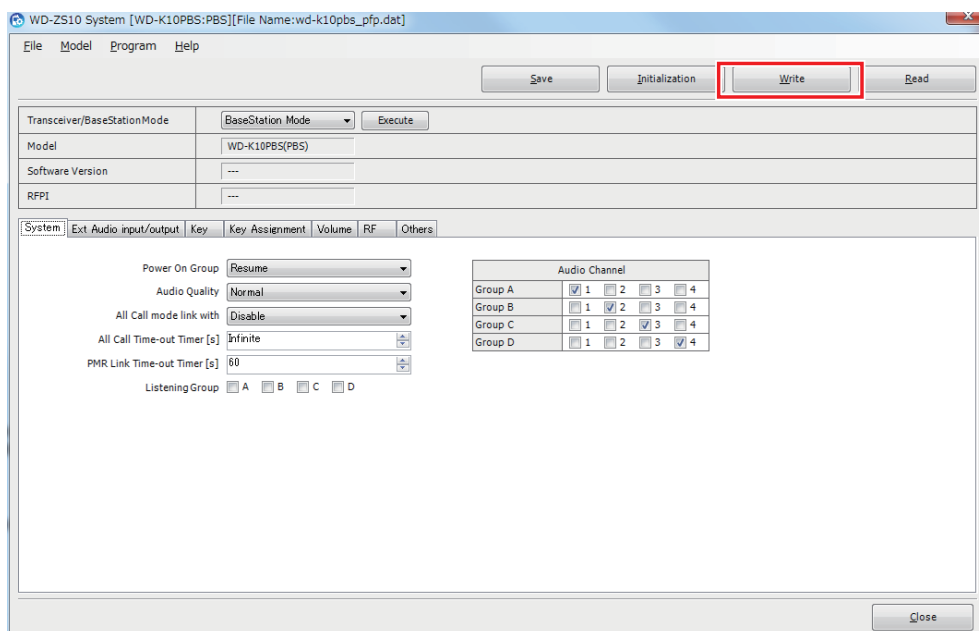 WD-ZS10 System [WD-K10PBS:PBS][File Name:wd-k10pbs_pfp.dat]
File Model Program Help
Save Initialization Write Read
Transceiver/BaseStationMode BaseStation Mode Execute
Model WD-K10PBS(PBS)
Software Version ---
RFPI ---
System Ext Audio input/output Key Key Assignment Volume RF Others
Power On Group Resume
Audio Quality Normal
All Call mode link with Disable
All Call Time-out Timer [s] Infinite
PMR Link Time-out Timer [s] 60
Listening Group A B C D
Audio Channel
Group A 1 2 3 4
Group B 1 2 3 4
Group C 1 2 3 4
Group D 1 2 3 4
Close